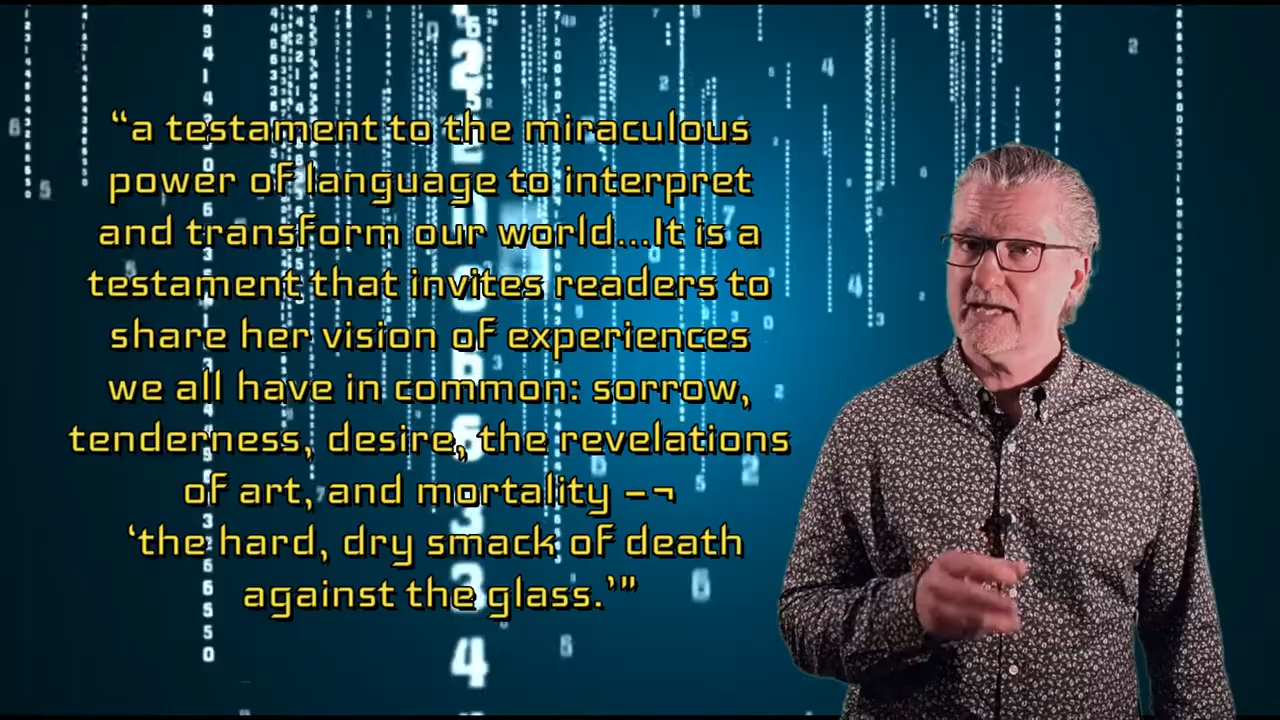 “a testament to the miraculous
power of language to interpret
and transform our world...It is a
testament that invites readers to
share her vision of experiences
we all have in common: sorrow,
tenderness, desire, the revelations
of art, and mortality –¬
‘the hard, dry smack of death
against the glass.’”